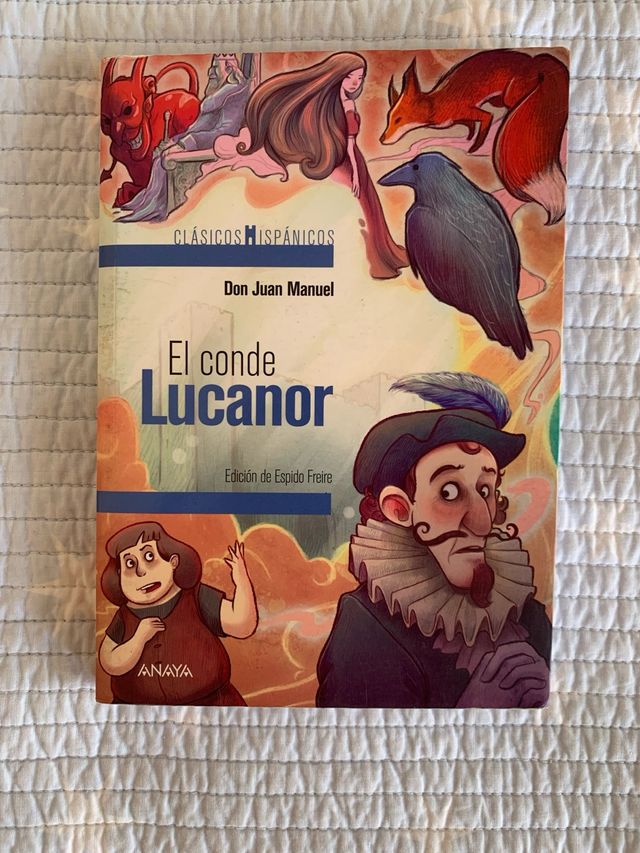 CLÁSICOS HISPÁNICOS
Don Juan Manuel
El conde
Lucanor
Edición de Espido Freire
ANAYA